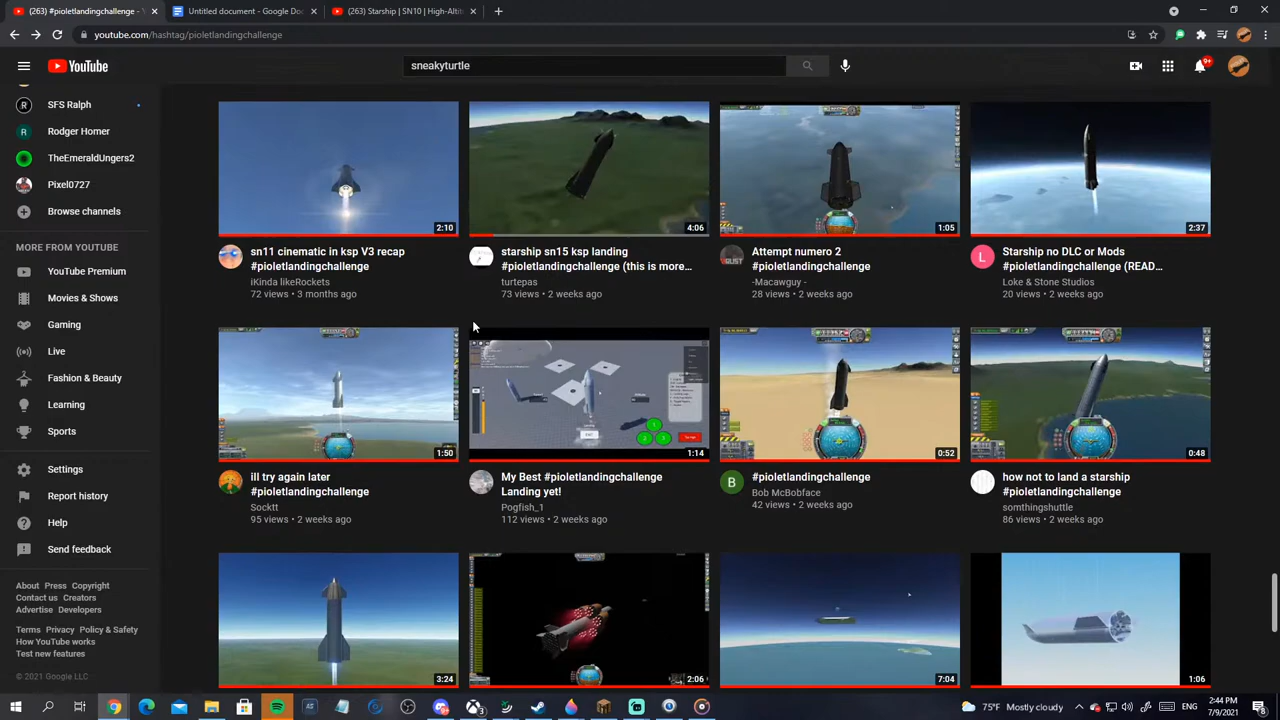 (263) #pioletlandingchallenge -
Untitled document - Google Doc
(263) Starship | SN10 | High-Altit
youtube.com/hashtag/pioletlandingchallenge
YouTube
sneakyturtle
9+
SFS Ralph
Rodger Homer
TheEmeraldUngers2
Pixel0727
Browse channels
MORE FROM YOUTUBE
YouTube Premium
Movies & Shows
Gaming
Live
Fashion & Beauty
Learning
Sports
Settings
Report history
Help
Send feedback
About Press Copyright
Contact us Creators
Advertise Developers
Terms Privacy Policy & Safety
How YouTube works
Test new features
© 2021 Google LLC
2:10
4:06
1:05
2:37
sn11 cinematic in ksp V3 recap
#pioletlandingchallenge
iKinda likeRockets
72 views • 3 months ago
starship sn15 ksp landing
#pioletlandingchallenge (this is more...
turtepas
73 views • 2 weeks ago
Attempt numero 2
#pioletlandingchallenge
-Macawguy -
28 views • 2 weeks ago
L
Starship no DLC or Mods
#pioletlandingchallenge (READ...
Loke & Stone Studios
20 views • 2 weeks ago
1:50
1:14
0:52
0:48
ill try again later
#pioletlandingchallenge
Socktt
95 views • 2 weeks ago
My Best #pioletlandingchallenge
Landing yet!
Pogfish_1
112 views • 2 weeks ago
B
#pioletlandingchallenge
Bob McBobface
42 views • 2 weeks ago
how not to land a starship
#pioletlandingchallenge
somthingshuttle
86 views • 2 weeks ago
3:24
2:06
7:04
1:06
75°F Mostly cloudy
2:44 PM
7/9/2021